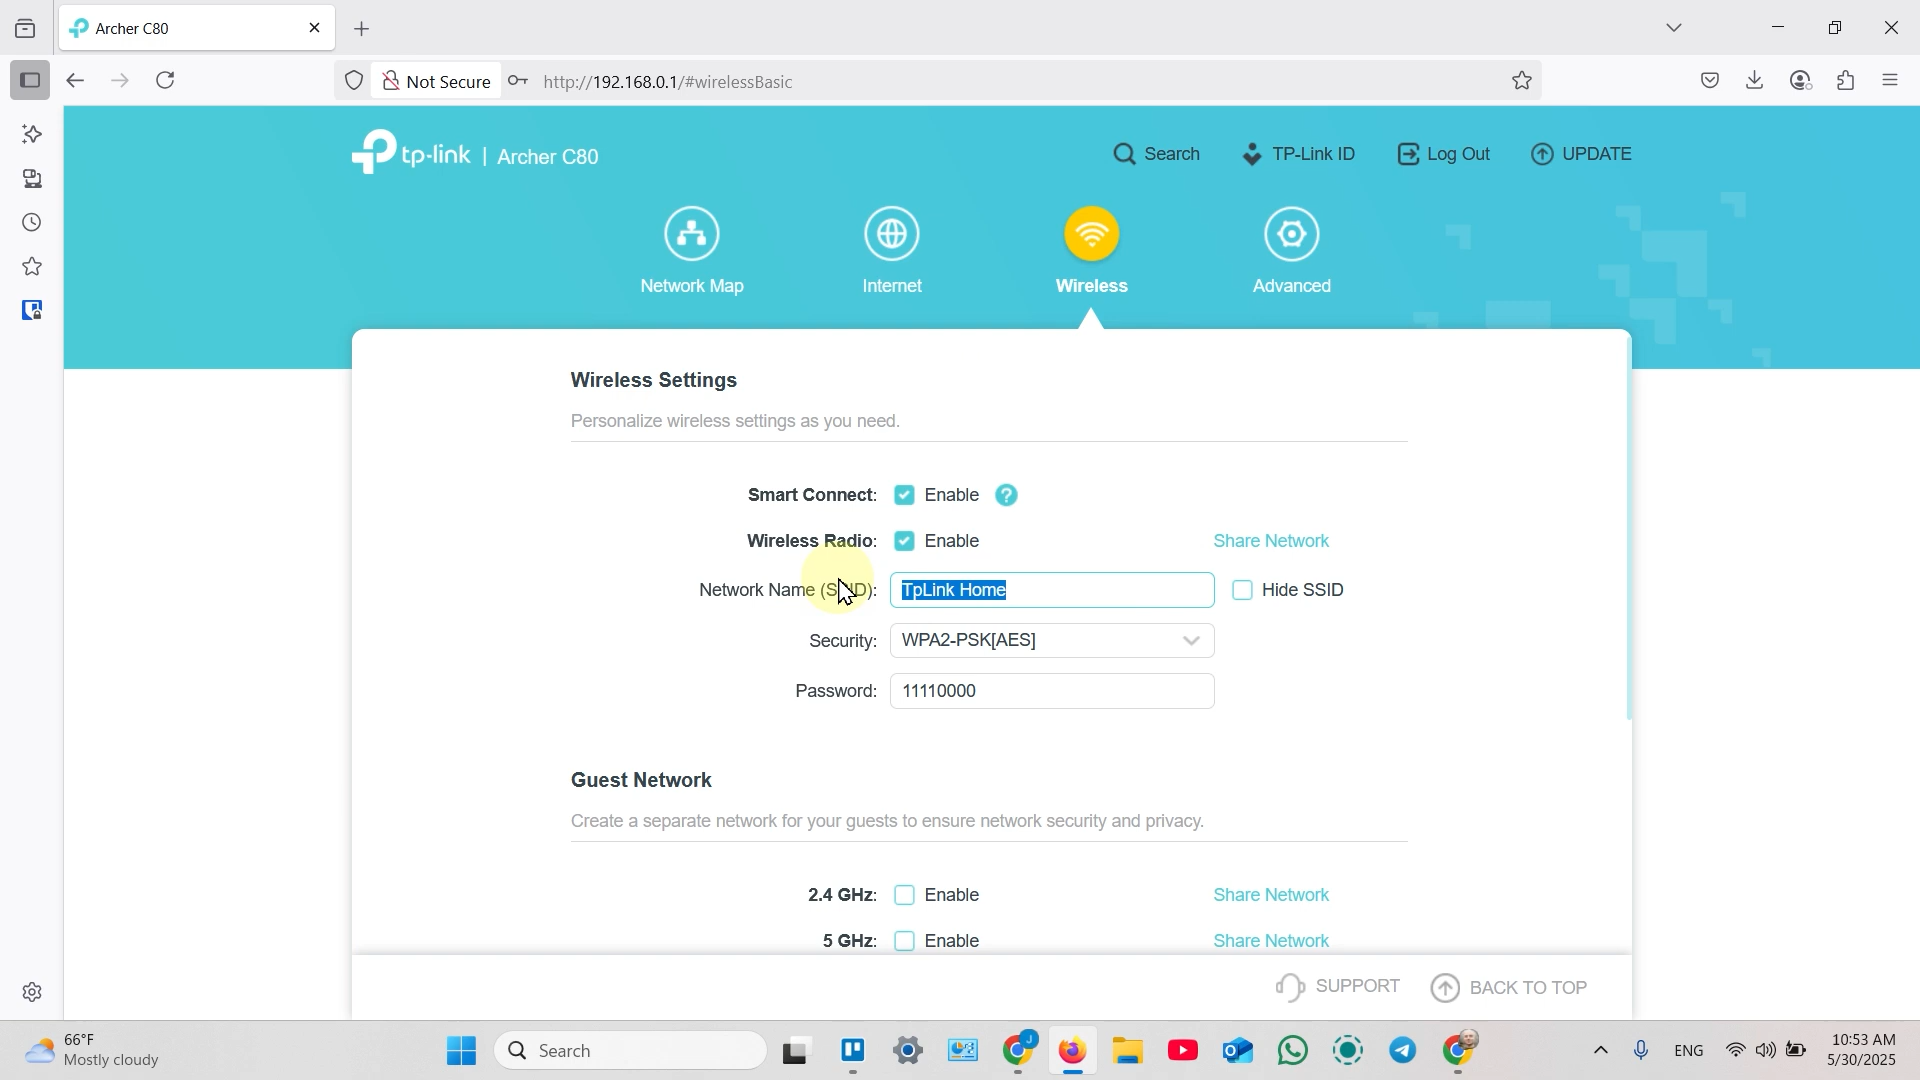 Archer C80
Not Secure
http://192.168.0.1/#wirelessBasic
tp-link | Archer C80
Search
TP-Link ID
Log Out
UPDATE
Network Map
Internet
Wireless
Advanced
Wireless Settings
Personalize wireless settings as you need.
Smart Connect: Enable ?
Wireless Radio: Enable Share Network
Network Name (SSID): TpLink Home Hide SSID
Security: WPA2-PSK[AES]
Password: 11110000
Guest Network
Create a separate network for your guests to ensure network security and privacy.
2.4 GHz: Enable Share Network
5 GHz: Enable Share Network
SUPPORT
BACK TO TOP
66°F
Mostly cloudy
Search
J
ENG
10:53 AM
5/30/2025